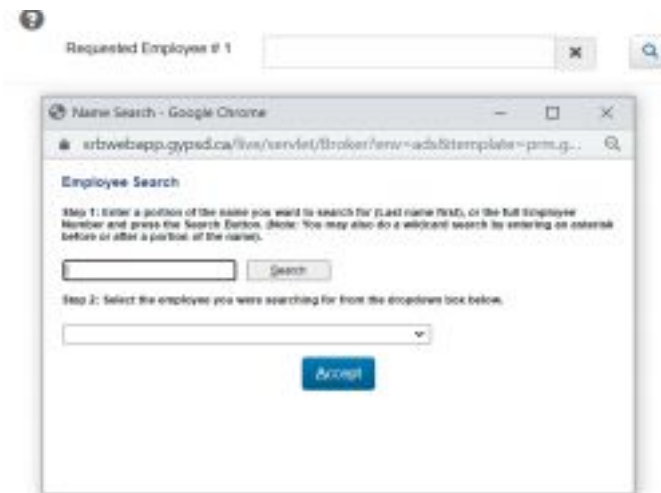 Requested Employee # 1
Name Search - Google Chrome
srbwebapp.gypsd.ca/live/servlet/Broker?env=ads&template=prm.g...
Employee Search
Step 1: Enter a portion of the name you want to search for (Last name first), or the full Employee
Number and press the Search Button. (Note: You may also do a wildcard search by entering an asterisk
before or after a portion of the name).
Search
Step 2: Select the employee you were searching for from the dropdown box below.
Accept